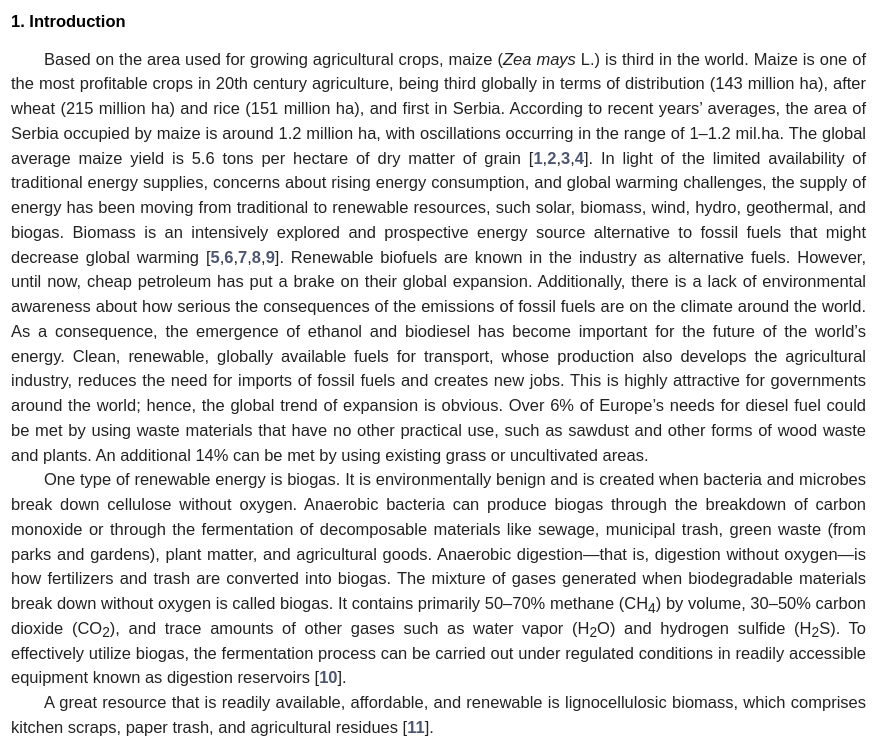 1. Introduction
Based on the area used for growing agricultural crops, maize (Zea mays L.) is third in the world. Maize is one of
the most profitable crops in 20th century agriculture, being third globally in terms of distribution (143 million ha), after
wheat (215 million ha) and rice (151 million ha), and first in Serbia. According to recent years’ averages, the area of
Serbia occupied by maize is around 1.2 million ha, with oscillations occurring in the range of 1–1.2 mil.ha. The global
average maize yield is 5.6 tons per hectare of dry matter of grain [1,2,3,4]. In light of the limited availability of
traditional energy supplies, concerns about rising energy consumption, and global warming challenges, the supply of
energy has been moving from traditional to renewable resources, such solar, biomass, wind, hydro, geothermal, and
biogas. Biomass is an intensively explored and prospective energy source alternative to fossil fuels that might
decrease global warming [5,6,7,8,9]. Renewable biofuels are known in the industry as alternative fuels. However,
until now, cheap petroleum has put a brake on their global expansion. Additionally, there is a lack of environmental
awareness about how serious the consequences of the emissions of fossil fuels are on the climate around the world.
As a consequence, the emergence of ethanol and biodiesel has become important for the future of the world’s
energy. Clean, renewable, globally available fuels for transport, whose production also develops the agricultural
industry, reduces the need for imports of fossil fuels and creates new jobs. This is highly attractive for governments
around the world; hence, the global trend of expansion is obvious. Over 6% of Europe’s needs for diesel fuel could
be met by using waste materials that have no other practical use, such as sawdust and other forms of wood waste
and plants. An additional 14% can be met by using existing grass or uncultivated areas.
One type of renewable energy is biogas. It is environmentally benign and is created when bacteria and microbes
break down cellulose without oxygen. Anaerobic bacteria can produce biogas through the breakdown of carbon
monoxide or through the fermentation of decomposable materials like sewage, municipal trash, green waste (from
parks and gardens), plant matter, and agricultural goods. Anaerobic digestion—that is, digestion without oxygen—is
how fertilizers and trash are converted into biogas. The mixture of gases generated when biodegradable materials
break down without oxygen is called biogas. It contains primarily 50–70% methane (CH4) by volume, 30–50% carbon
dioxide (CO2), and trace amounts of other gases such as water vapor (H2O) and hydrogen sulfide (H2S). To
effectively utilize biogas, the fermentation process can be carried out under regulated conditions in readily accessible
equipment known as digestion reservoirs [10].
A great resource that is readily available, affordable, and renewable is lignocellulosic biomass, which comprises
kitchen scraps, paper trash, and agricultural residues [11].